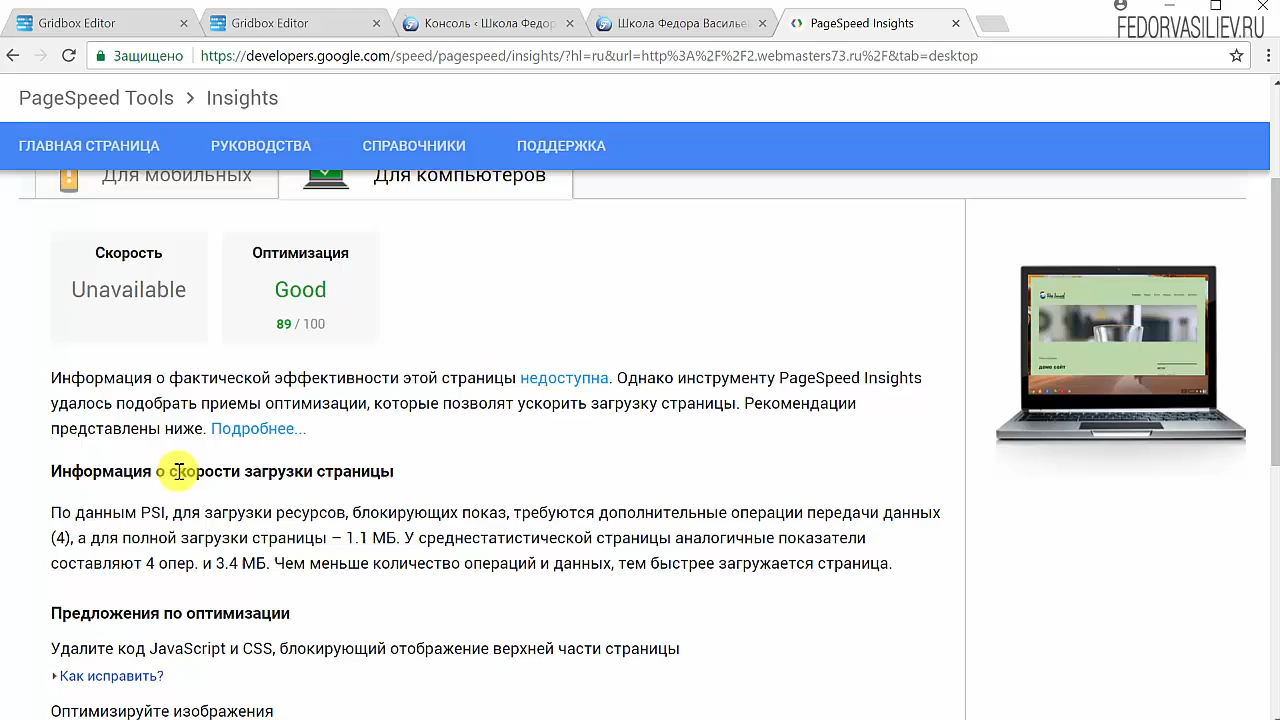 Gridbox Editor
Gridbox Editor
Консоль ‹ Школа Федор
Школа Федора Василье
PageSpeed Insights
FEDORVASILIEV.RU
Защищено
https://developers.google.com/speed/pagespeed/insights/?hl=ru&url=http%3A%2F%2F2.webmasters73.ru%2F&tab=desktop
PageSpeed Tools > Insights
ГЛАВНАЯ СТРАНИЦА РУКОВОДСТВА СПРАВОЧНИКИ ПОДДЕРЖКА
Для мобильных
Для компьютеров
Скорость
Unavailable
Оптимизация
Good
89 / 100
Информация о фактической эффективности этой страницы недоступна. Однако инструменту PageSpeed Insights
удалось подобрать приемы оптимизации, которые позволят ускорить загрузку страницы. Рекомендации
представлены ниже. Подробнее...
Информация о скорости загрузки страницы
По данным PSI, для загрузки ресурсов, блокирующих показ, требуются дополнительные операции передачи данных
(4), а для полной загрузки страницы – 1.1 МБ. У среднестатистической страницы аналогичные показатели
составляют 4 опер. и 3.4 МБ. Чем меньше количество операций и данных, тем быстрее загружается страница.
Предложения по оптимизации
Удалите код JavaScript и CSS, блокирующий отображение верхней части страницы
Как исправить?
Оптимизируйте изображения